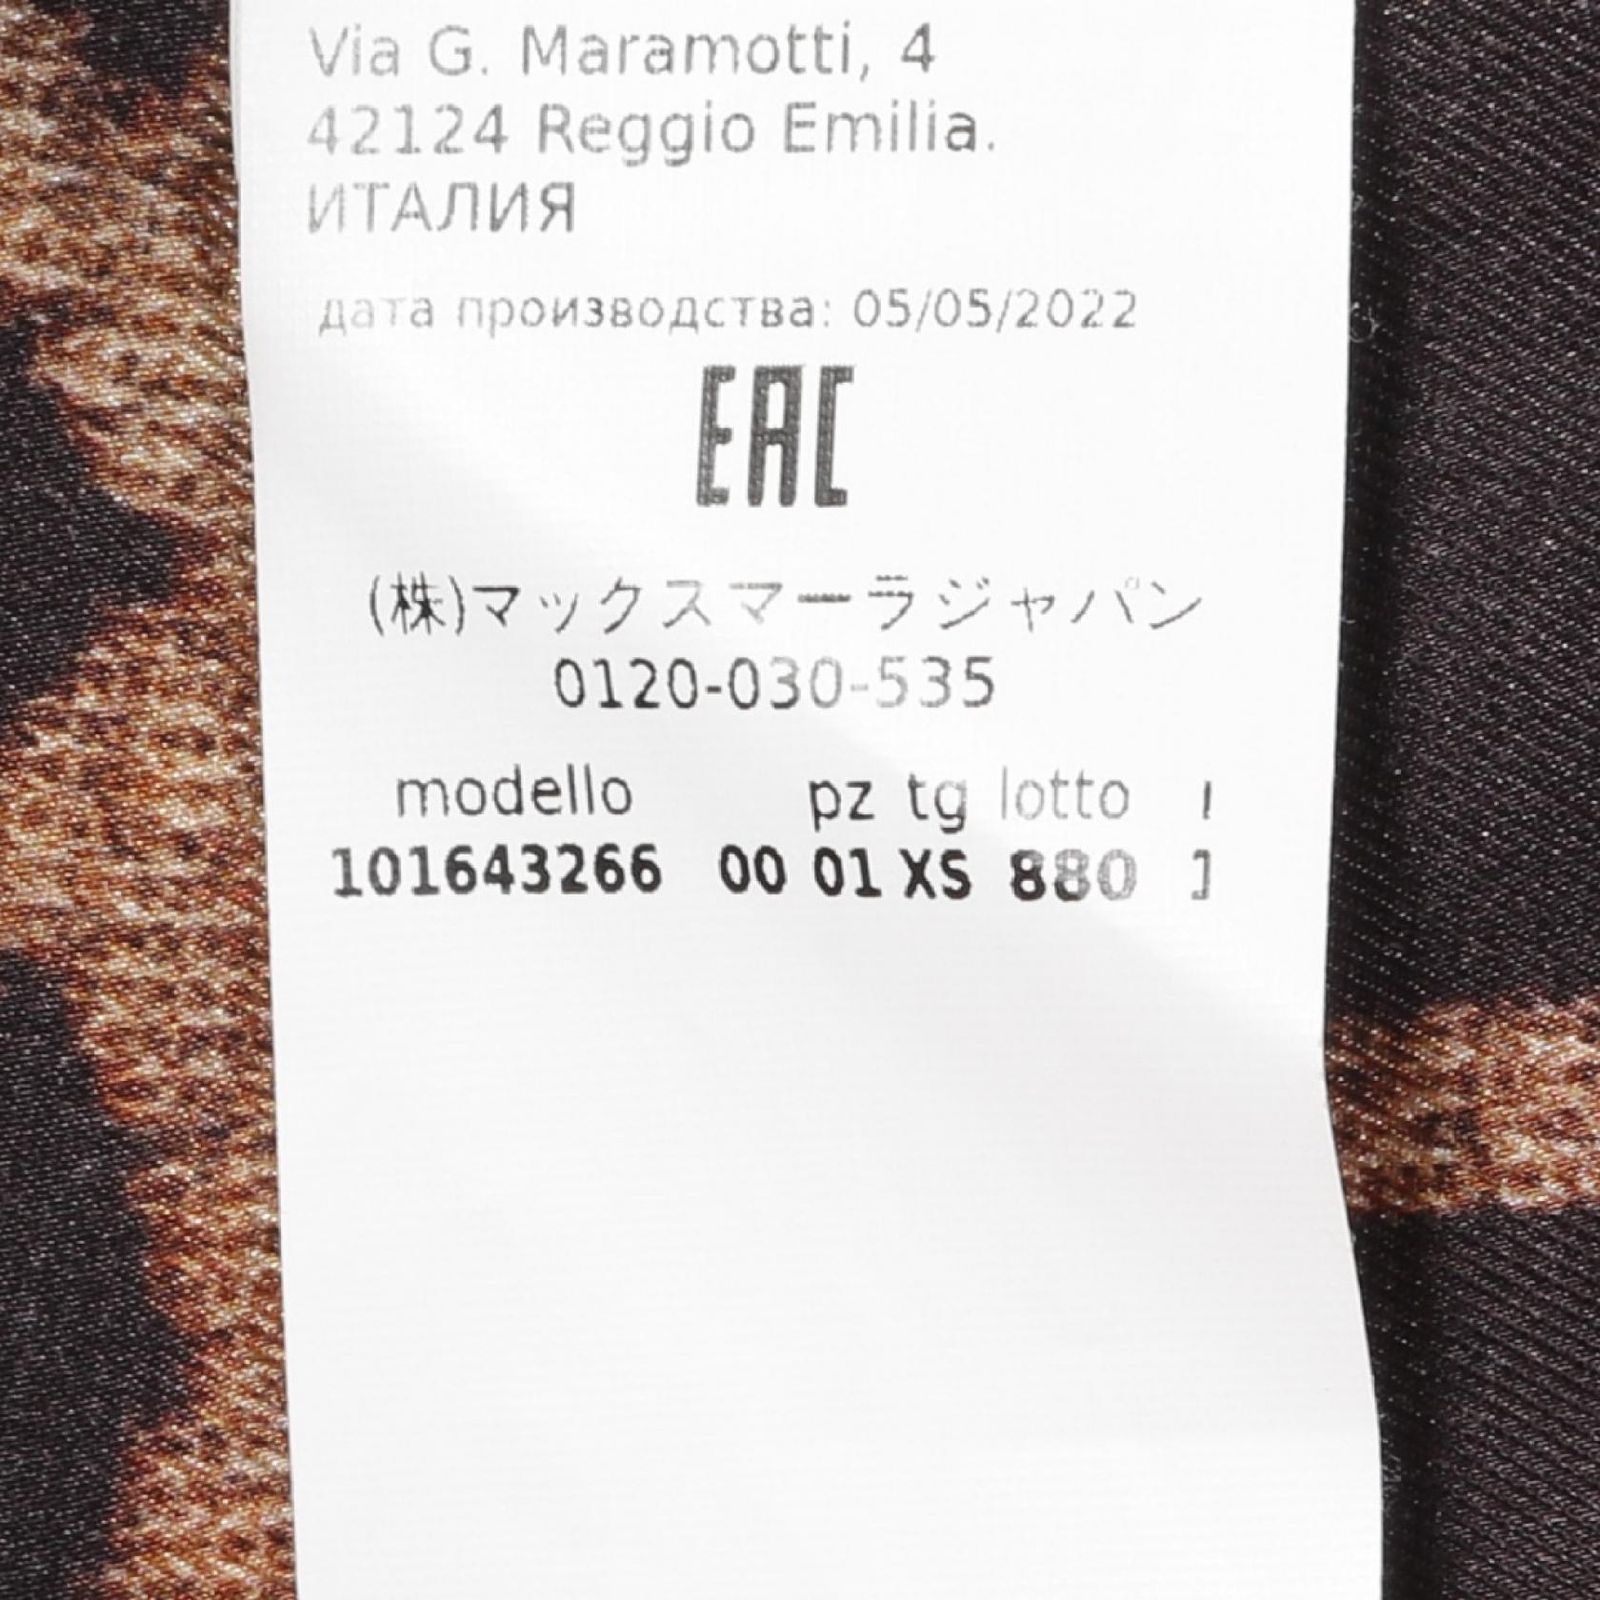 Via G. Maramotti, 4
42124 Reggio Emilia.
ИТАЛИЯ
дата производства: 05/05/2022
EAC
(株)マックスマーラジャパン
0120-030-535
modello pz tg lotto
101643266 00 01 XS 880